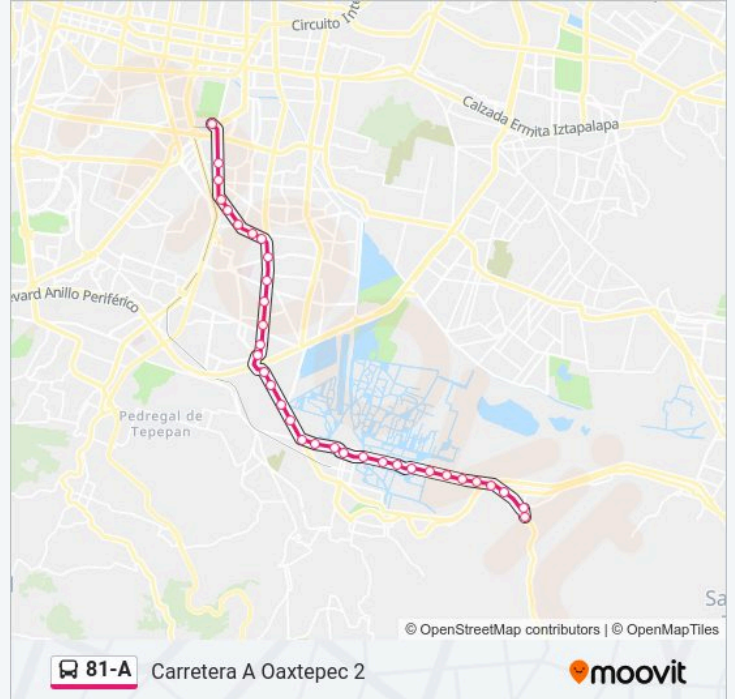 Circuito Int
Calzada Ermita Iztapalapa
vard Anillo Periférico
Pedregal de
Tepepan
Sa
© OpenStreetMap contributors | © OpenMapTiles
81-A Carretera A Oaxtepec 2 moovit